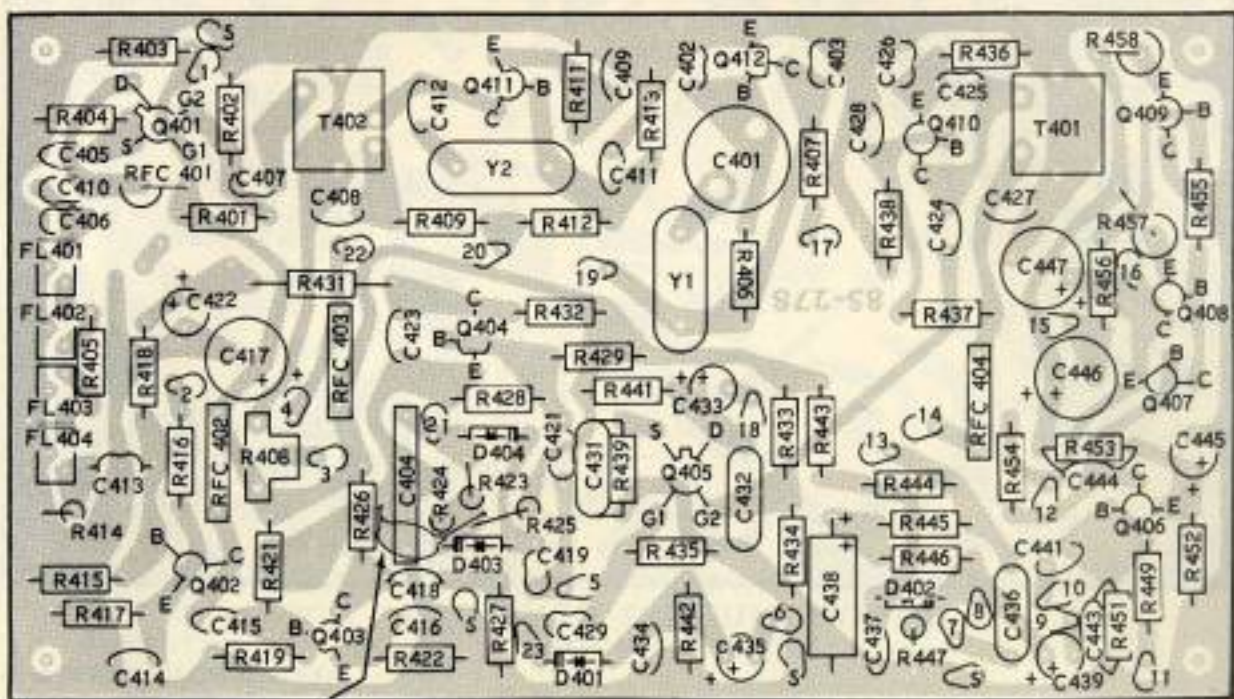 R403 S E R458
D 1 G2 R402 T402 C412 Q411 B C R411 C409 C402 Q412 C B C403 C426 R436 C425 T401 E B Q409 C
R404 Q401 S G1 R413 C401 R407 C428 E Q410 B C
C405 RFC 401 Y2
C410 C407 C408 C411 R438 C424 C427 R455
C406 R401 R409 R412 R457
FL401 22 20 19 17 C447 R456 16
R431 Y1 R406 E B Q408 C
C422 C423 C Q404 B E R432 85-278 R437 15
FL402 R405 R418 C417 RFC 403 R429 RFC 404 C446 B E C Q407
2 4 R428 R441 C433
FL403 C421 S D 18 R433 R443 14
FL404 R416 RFC 402 R408 C404 D404 C431 R439 Q405 C432 13 R454 R453 C444 C445
C413 3 R426 R424 R423 R425 G1 G2 R444 12 C B E Q406
R414 R445
B C Q402 E R421 D403 C419 R435 R434 C438 R446 C441 R449 R452
R415 C418 S D402 10
R417 C415 B C Q403 E C416 S R427 C429 R442 6 8 7 C436 9 C443 R451
C414 R419 R422 23 D401 C434 C435 S C437 R447 S C439 11